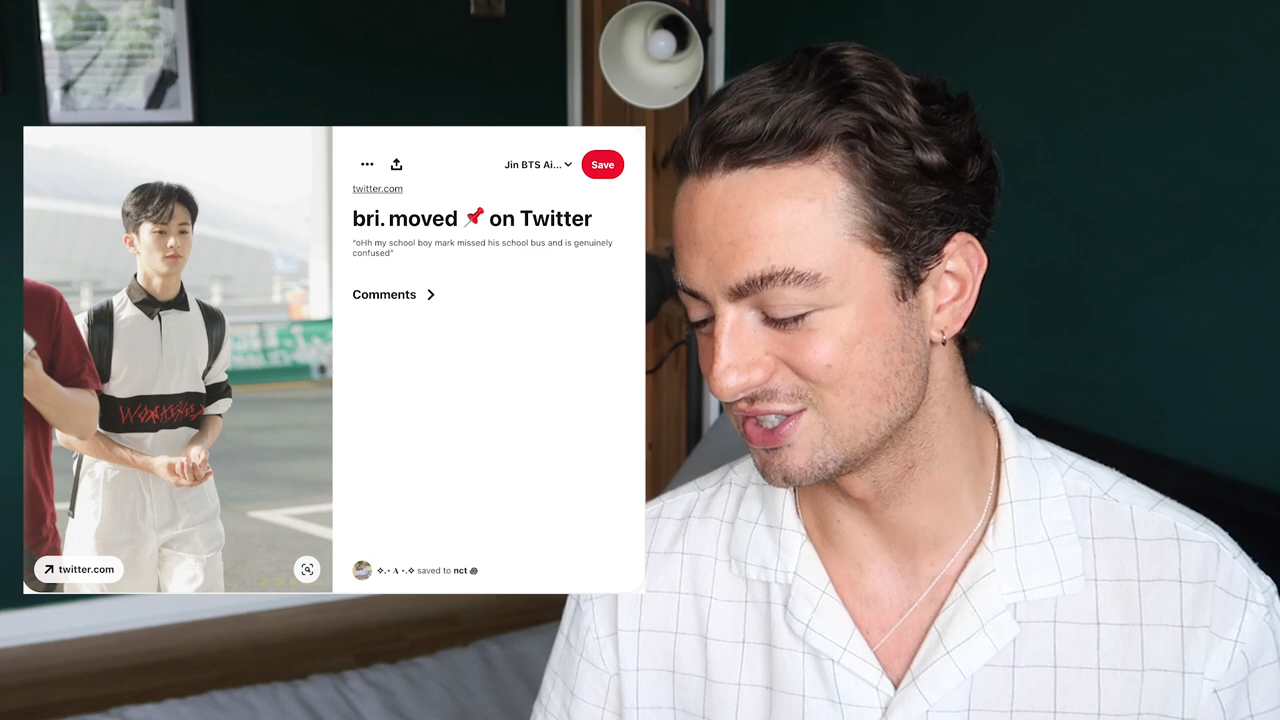 Jin BTS Ai...
Save
twitter.com
bri. moved 📌 on Twitter
"oHh my school boy mark missed his school bus and is genuinely
confused"
Comments
twitter.com
✧.• A •.✧ saved to nct